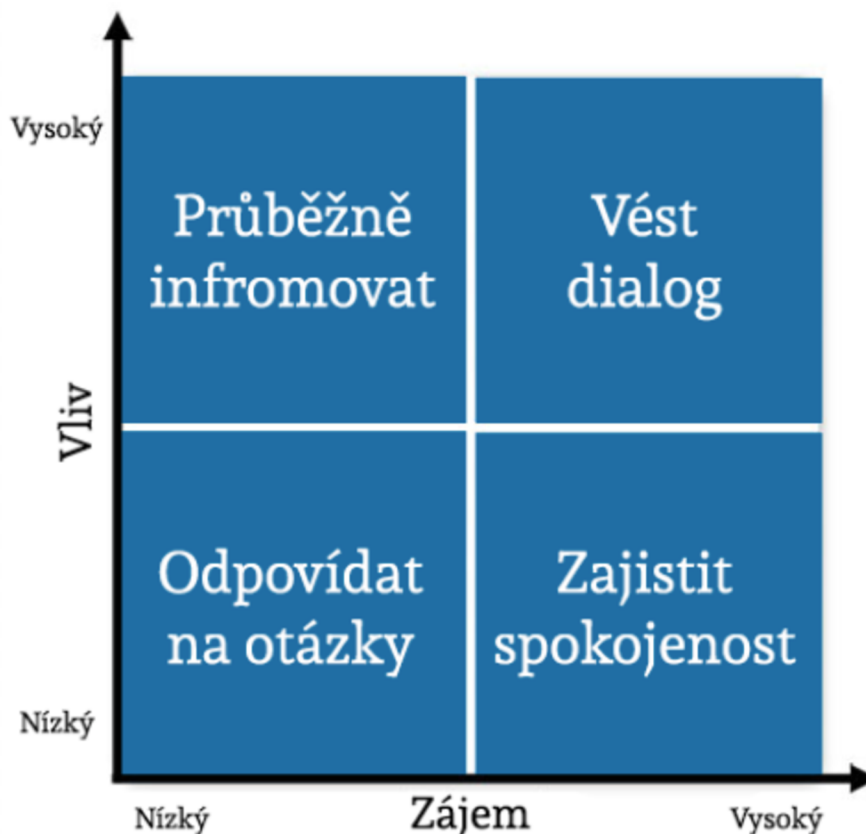 Vysoký
Průběžně
infromovat
Vést
dialog
Vliv
Odpovídat
na otázky
Zajistit
spokojenost
Nízký
Nízký
Zájem
Vysoký